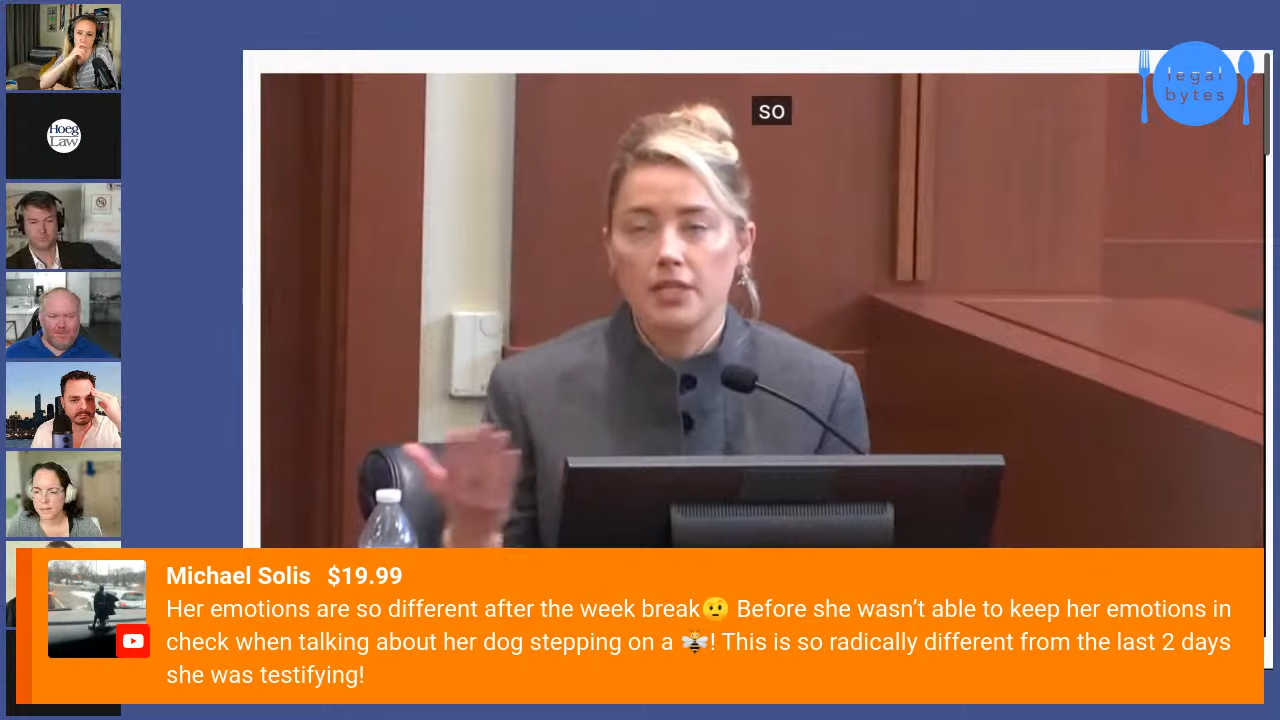 Hoeg
Law
so
legal
bytes
Michael Solis $19.99
Her emotions are so different after the week break🤨 Before she wasn’t able to keep her emotions in
check when talking about her dog stepping on a 🐝! This is so radically different from the last 2 days
she was testifying!